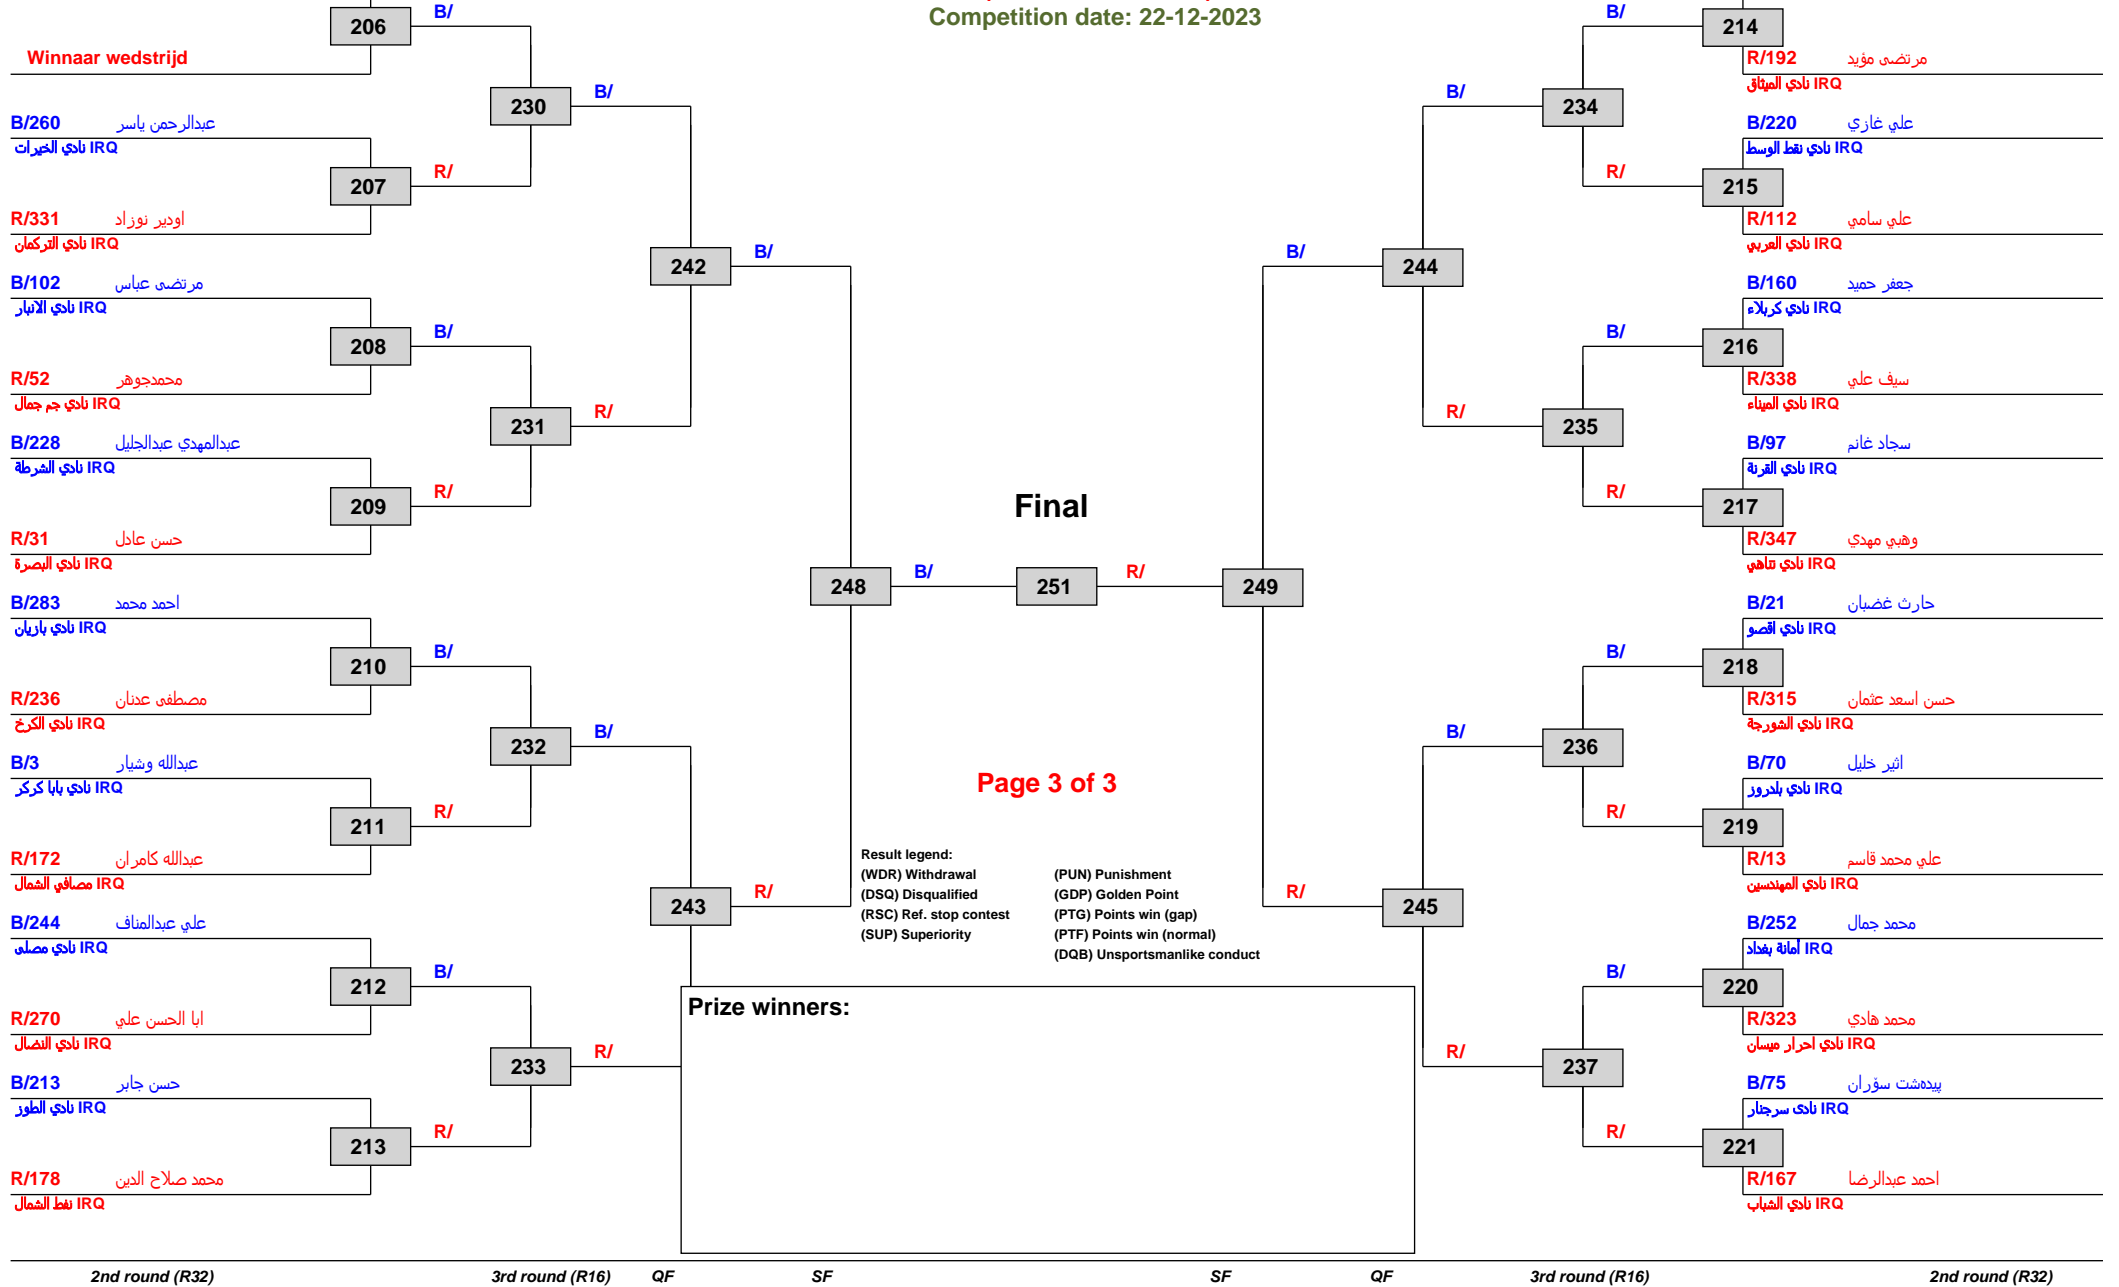 Competition date: 22-12-2023
B/
206
Winnaar wedstrijd
230
B/
B/260 عبدالرحمن ياسر
IRQ نادي الخيرات
207
R/
R/331 اودير نوزاد
IRQ نادي التركمان
242
B/
B/102 مرتضى عباس
IRQ نادي الانبار
208
B/
R/52 محمدجوهر
IRQ نادي جم جمال
231
R/
B/228 عبدالمهدي عبدالجليل
IRQ نادي الشرطة
209
R/
R/31 حسن عادل
IRQ نادي البصرة
248
B/
B/283 احمد محمد
IRQ نادي بازيان
210
B/
R/236 مصطفى عدنان
IRQ نادي الكرخ
232
B/
B/3 عبدالله وشيار
IRQ نادي بابا كركر
211
R/
R/172 عبدالله كامران
IRQ مصافي الشمال
243
R/
B/244 علي عبدالمناف
IRQ نادي مصلى
212
B/
R/270 ابا الحسن علي
IRQ نادي النضال
233
R/
B/213 حسن جابر
IRQ نادي الطوز
213
R/
R/178 محمد صلاح الدين
IRQ نفط الشمال
Final
251
R/
249
Page 3 of 3
Result legend:
(WDR) Withdrawal (PUN) Punishment
(DSQ) Disqualified (GDP) Golden Point
(RSC) Ref. stop contest (PTG) Points win (gap)
(SUP) Superiority (PTF) Points win (normal)
(DQB) Unsportsmanlike conduct
Prize winners:
B/
214
R/192 مرتضى مؤيد
IRQ نادي الميثاق
B/
234
B/220 علي غازي
IRQ نادي نقط الوسط
R/
215
R/112 علي سامي
IRQ نادي العربي
B/
244
B/160 جعفر حميد
IRQ نادي كربلاء
B/
216
R/338 سيف علي
IRQ نادي الميناء
R/
235
B/97 سجاد غانم
IRQ نادي القرنة
R/
217
R/347 وهبي مهدي
IRQ نادي تتاهي
B/21 حارث غضبان
IRQ نادي اقصو
B/
218
R/315 حسن اسعد عثمان
IRQ نادي الشورجة
B/
236
B/70 اثير خليل
IRQ نادي بلدروز
R/
219
R/13 علي محمد قاسم
IRQ نادي المهندسين
R/
245
B/252 محمد جمال
IRQ أمانة بغداد
B/
220
R/323 محمد هادي
IRQ نادي احرار ميسان
R/
237
B/75 پیدەشت سۆران
IRQ نادى سرجنار
R/
221
R/167 احمد عبدالرضا
IRQ نادي الشباب
2nd round (R32) 3rd round (R16) QF SF SF QF 3rd round (R16) 2nd round (R32)